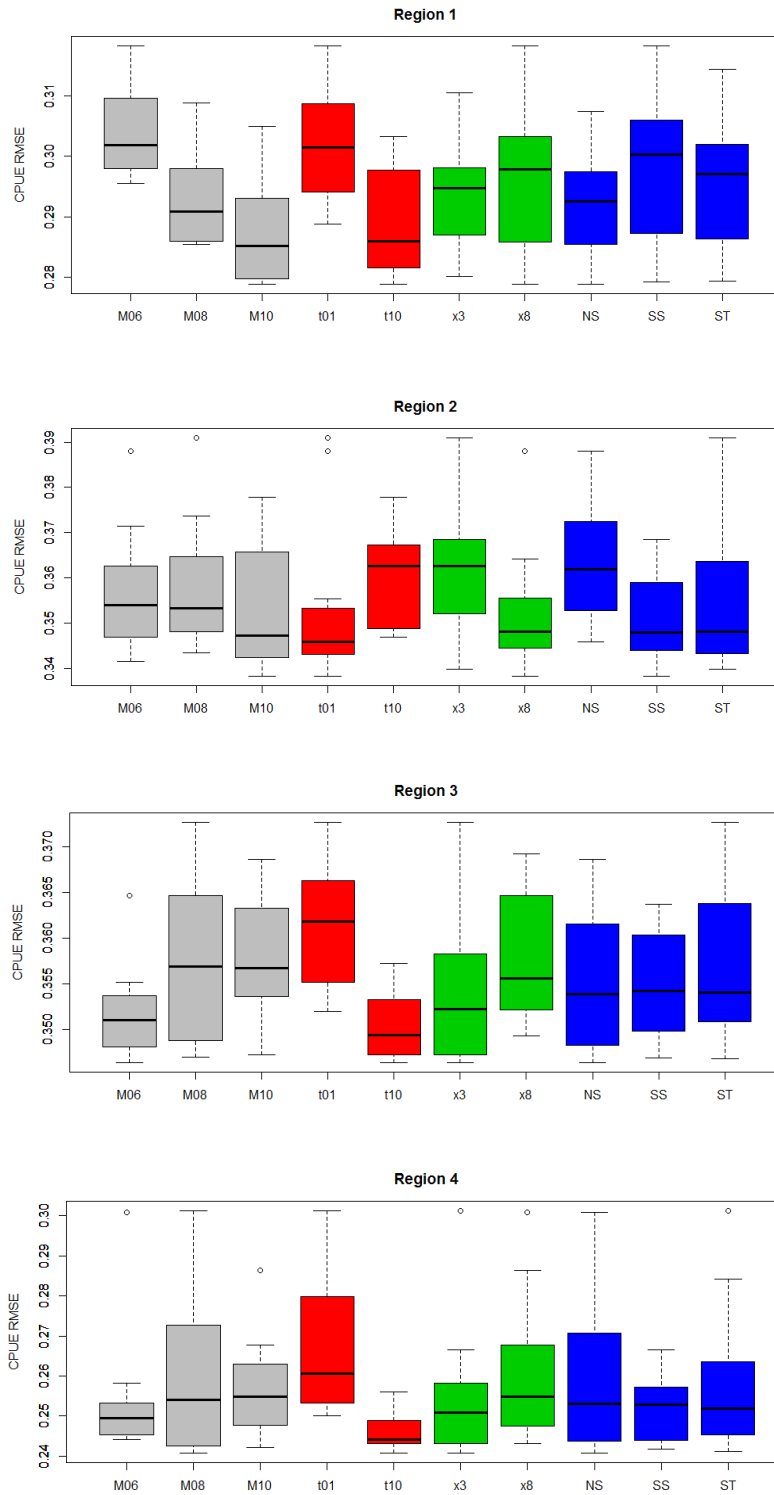 Region 1
CPUE RMSE
0.31
0.30
0.29
0.28
M06 M08 M10 t01 t10 x3 x8 NS SS ST
Region 2
CPUE RMSE
0.39
0.38
0.37
0.36
0.35
0.34
M06 M08 M10 t01 t10 x3 x8 NS SS ST
Region 3
CPUE RMSE
0.370
0.365
0.360
0.355
0.350
M06 M08 M10 t01 t10 x3 x8 NS SS ST
Region 4
CPUE RMSE
0.30
0.29
0.28
0.27
0.26
0.25
0.24
M06 M08 M10 t01 t10 x3 x8 NS SS ST